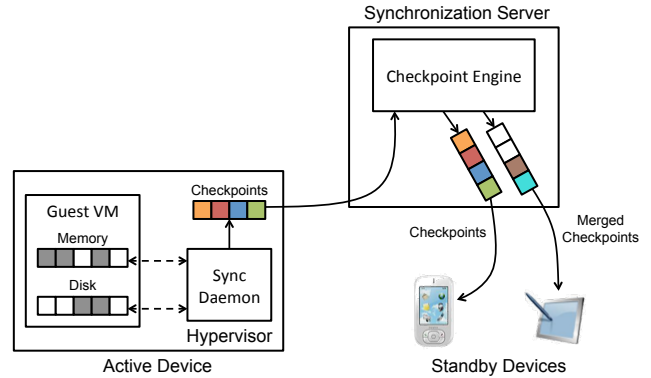 Synchronization Server
Checkpoint Engine
Checkpoints
Guest VM
Memory
Disk
Sync
Daemon
Hypervisor
Active Device
Checkpoints
Merged
Checkpoints
Standby Devices